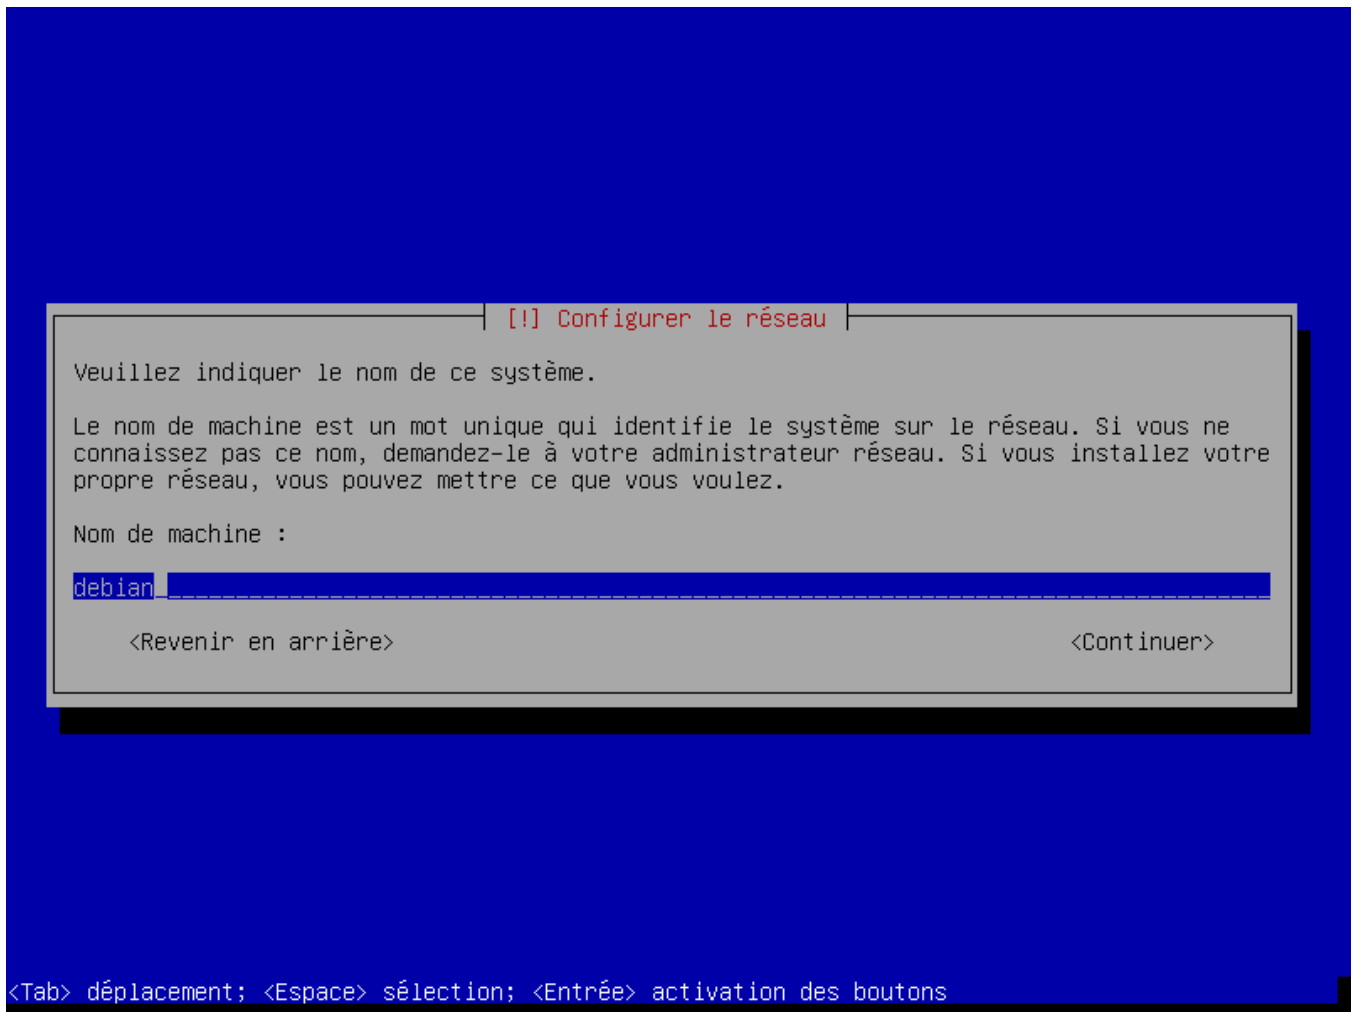 [!] Configurer le réseau
Veuillez indiquer le nom de ce système.
Le nom de machine est un mot unique qui identifie le système sur le réseau. Si vous ne
connaissez pas ce nom, demandez-le à votre administrateur réseau. Si vous installez votre
propre réseau, vous pouvez mettre ce que vous voulez.
Nom de machine :
debian
<Revenir en arrière> <Continuer>
<Tab> déplacement; <Espace> sélection; <Entrée> activation des boutons